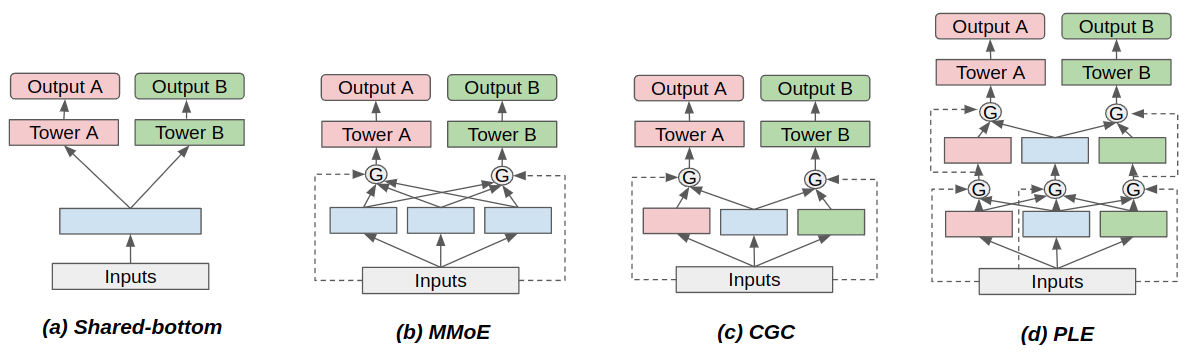 Output A Output B
Tower A Tower B
Inputs
(a) Shared-bottom
Output A Output B
Tower A Tower B
G G
Inputs
(b) MMoE
Output A Output B
Tower A Tower B
G G
Inputs
(c) CGC
Output A Output B
Tower A Tower B
G G
G G G
Inputs
(d) PLE